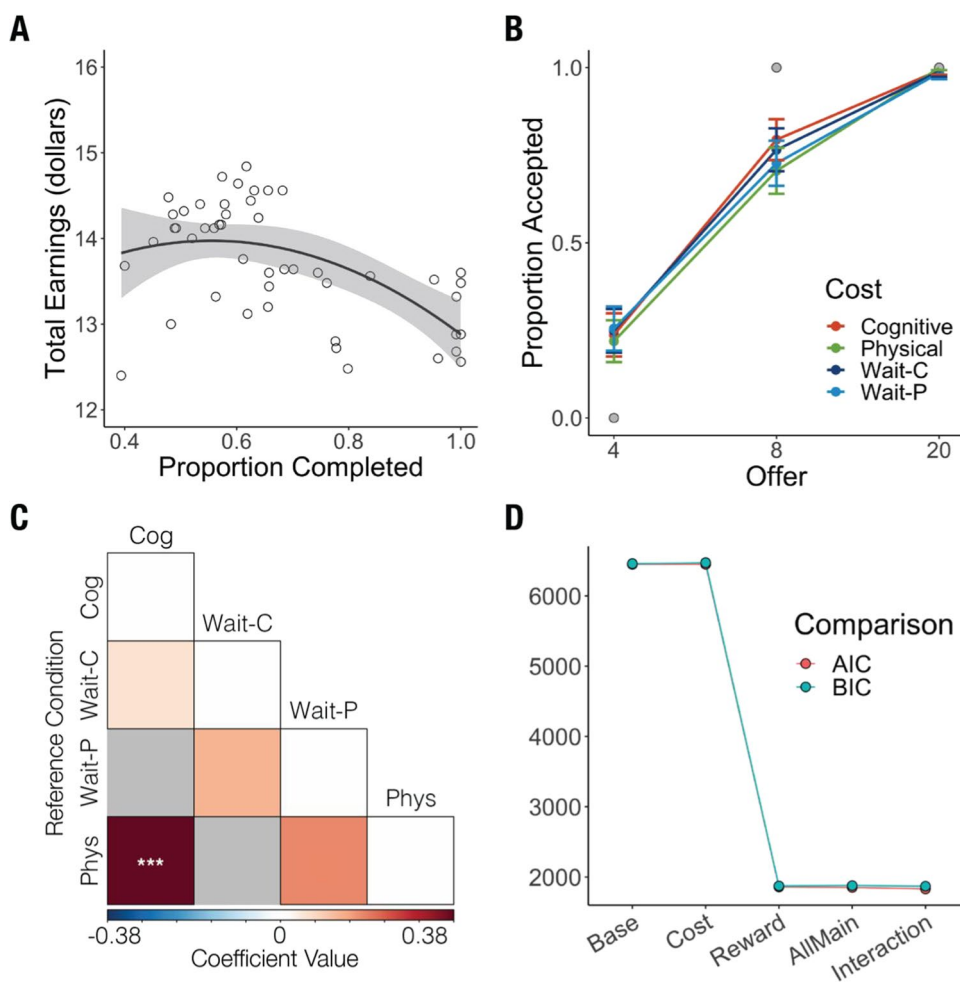 A
Total Earnings (dollars)
16
15
14
13
12
0.4 0.6 0.8 1.0
Proportion Completed
B
Proportion Accepted
1.0
0.5
0.0
4 8 20
Offer
Cost
Cognitive
Physical
Wait-C
Wait-P
C
Reference Condition
Cog
Cog
Wait-C
Wait-C
Wait-P
Wait-P
Phys
Phys
***
-0.38 0 0.38
Coefficient Value
D
6000
5000
4000
3000
2000
Comparison
AIC
BIC
Base Cost Reward AllMain Interaction